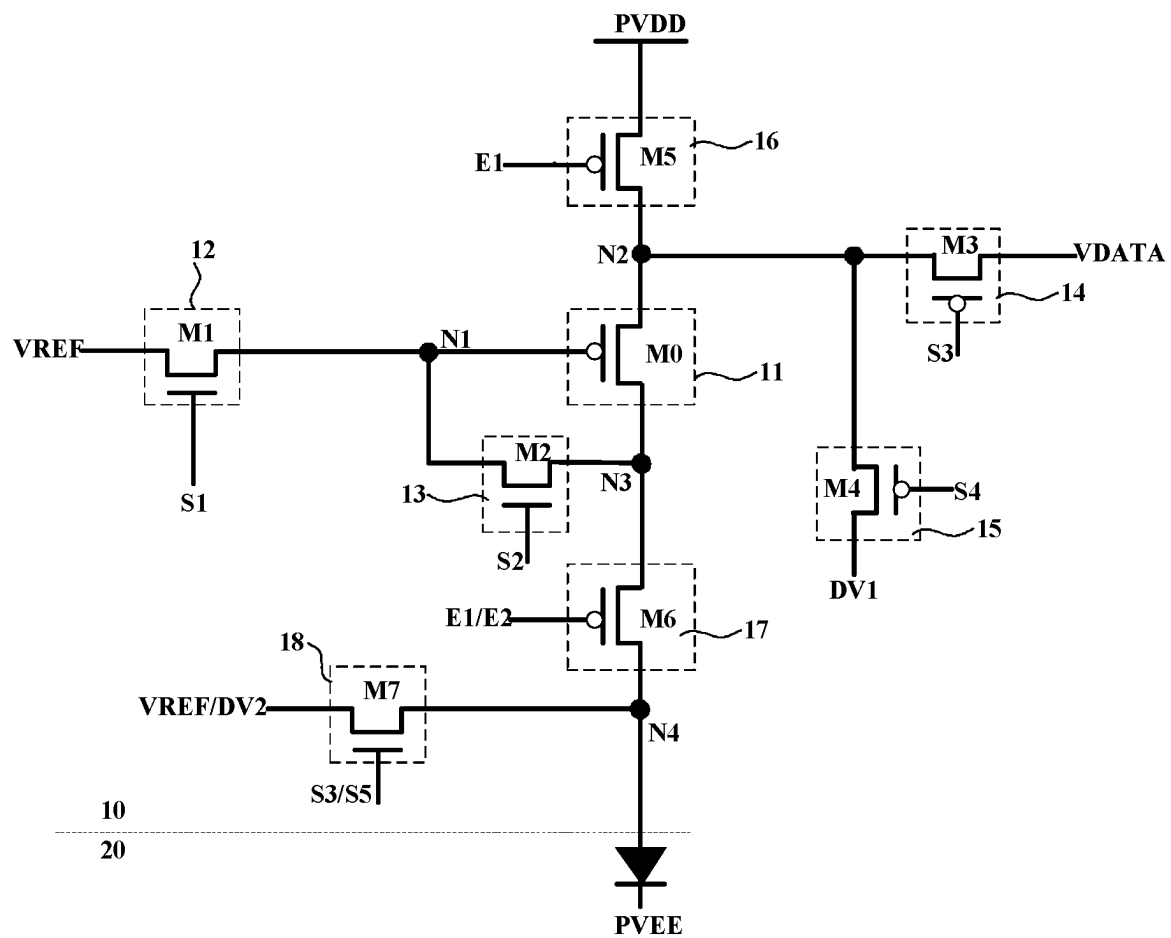 PVDD
16
E1
M5
N2
M3
VDATA
12
M1
14
N1
VREF
M0
S3
11
M2
N3
M4
S4
13
S1
15
S2
DV1
E1/E2
M6
17
18
M7
VREF/DV2
N4
S3/S5
10
20
PVEE